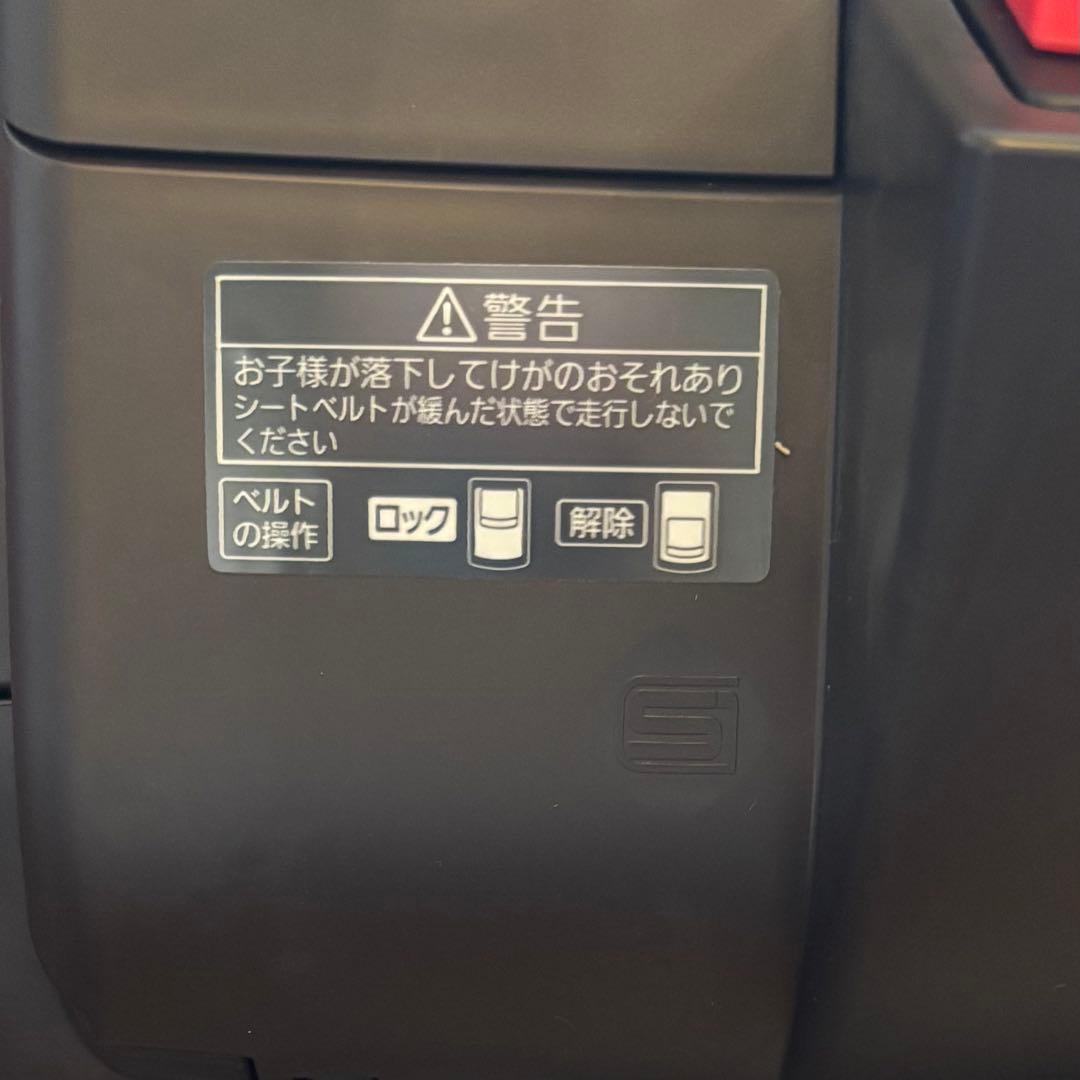 警告
お子様が落下してけがのおそれあり
シートベルトが緩んだ状態で走行しないで
ください
ベルト
の操作
ロック
解除